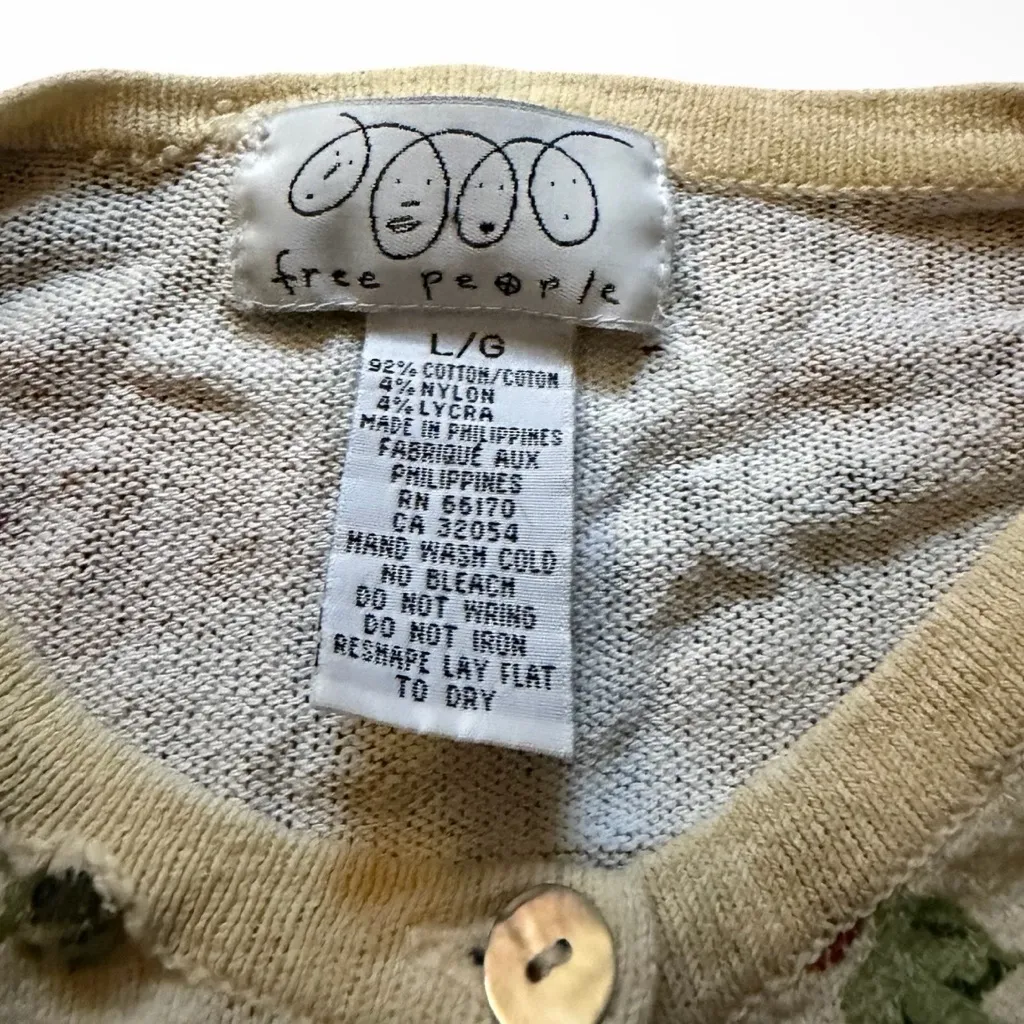 free people
L/G
92% COTTON/COTON
4% NYLON
4% LYCRA
MADE IN PHILIPPINES
FABRIQUÉ AUX
PHILIPPINES
RN 66170
CA 32054
HAND WASH COLD
NO BLEACH
DO NOT WRING
DO NOT IRON
RESHAPE LAY FLAT
TO DRY